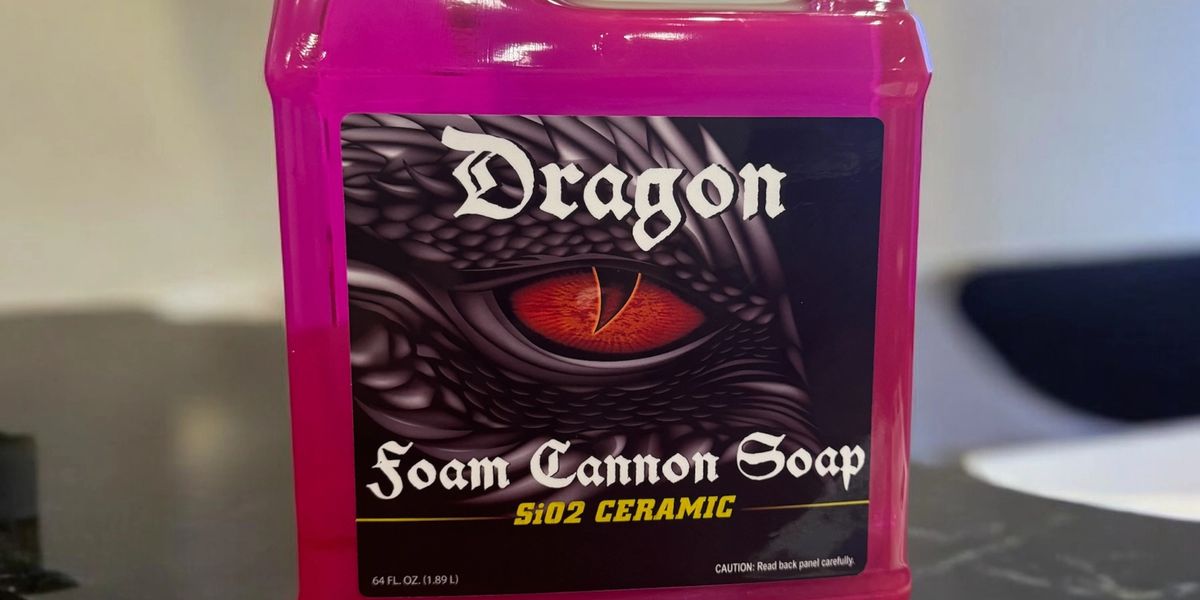 Dragon
Foam Cannon Soap
SiO2 CERAMIC
64 FL. OZ. (1.89 L)
CAUTION: Read back panel carefully.